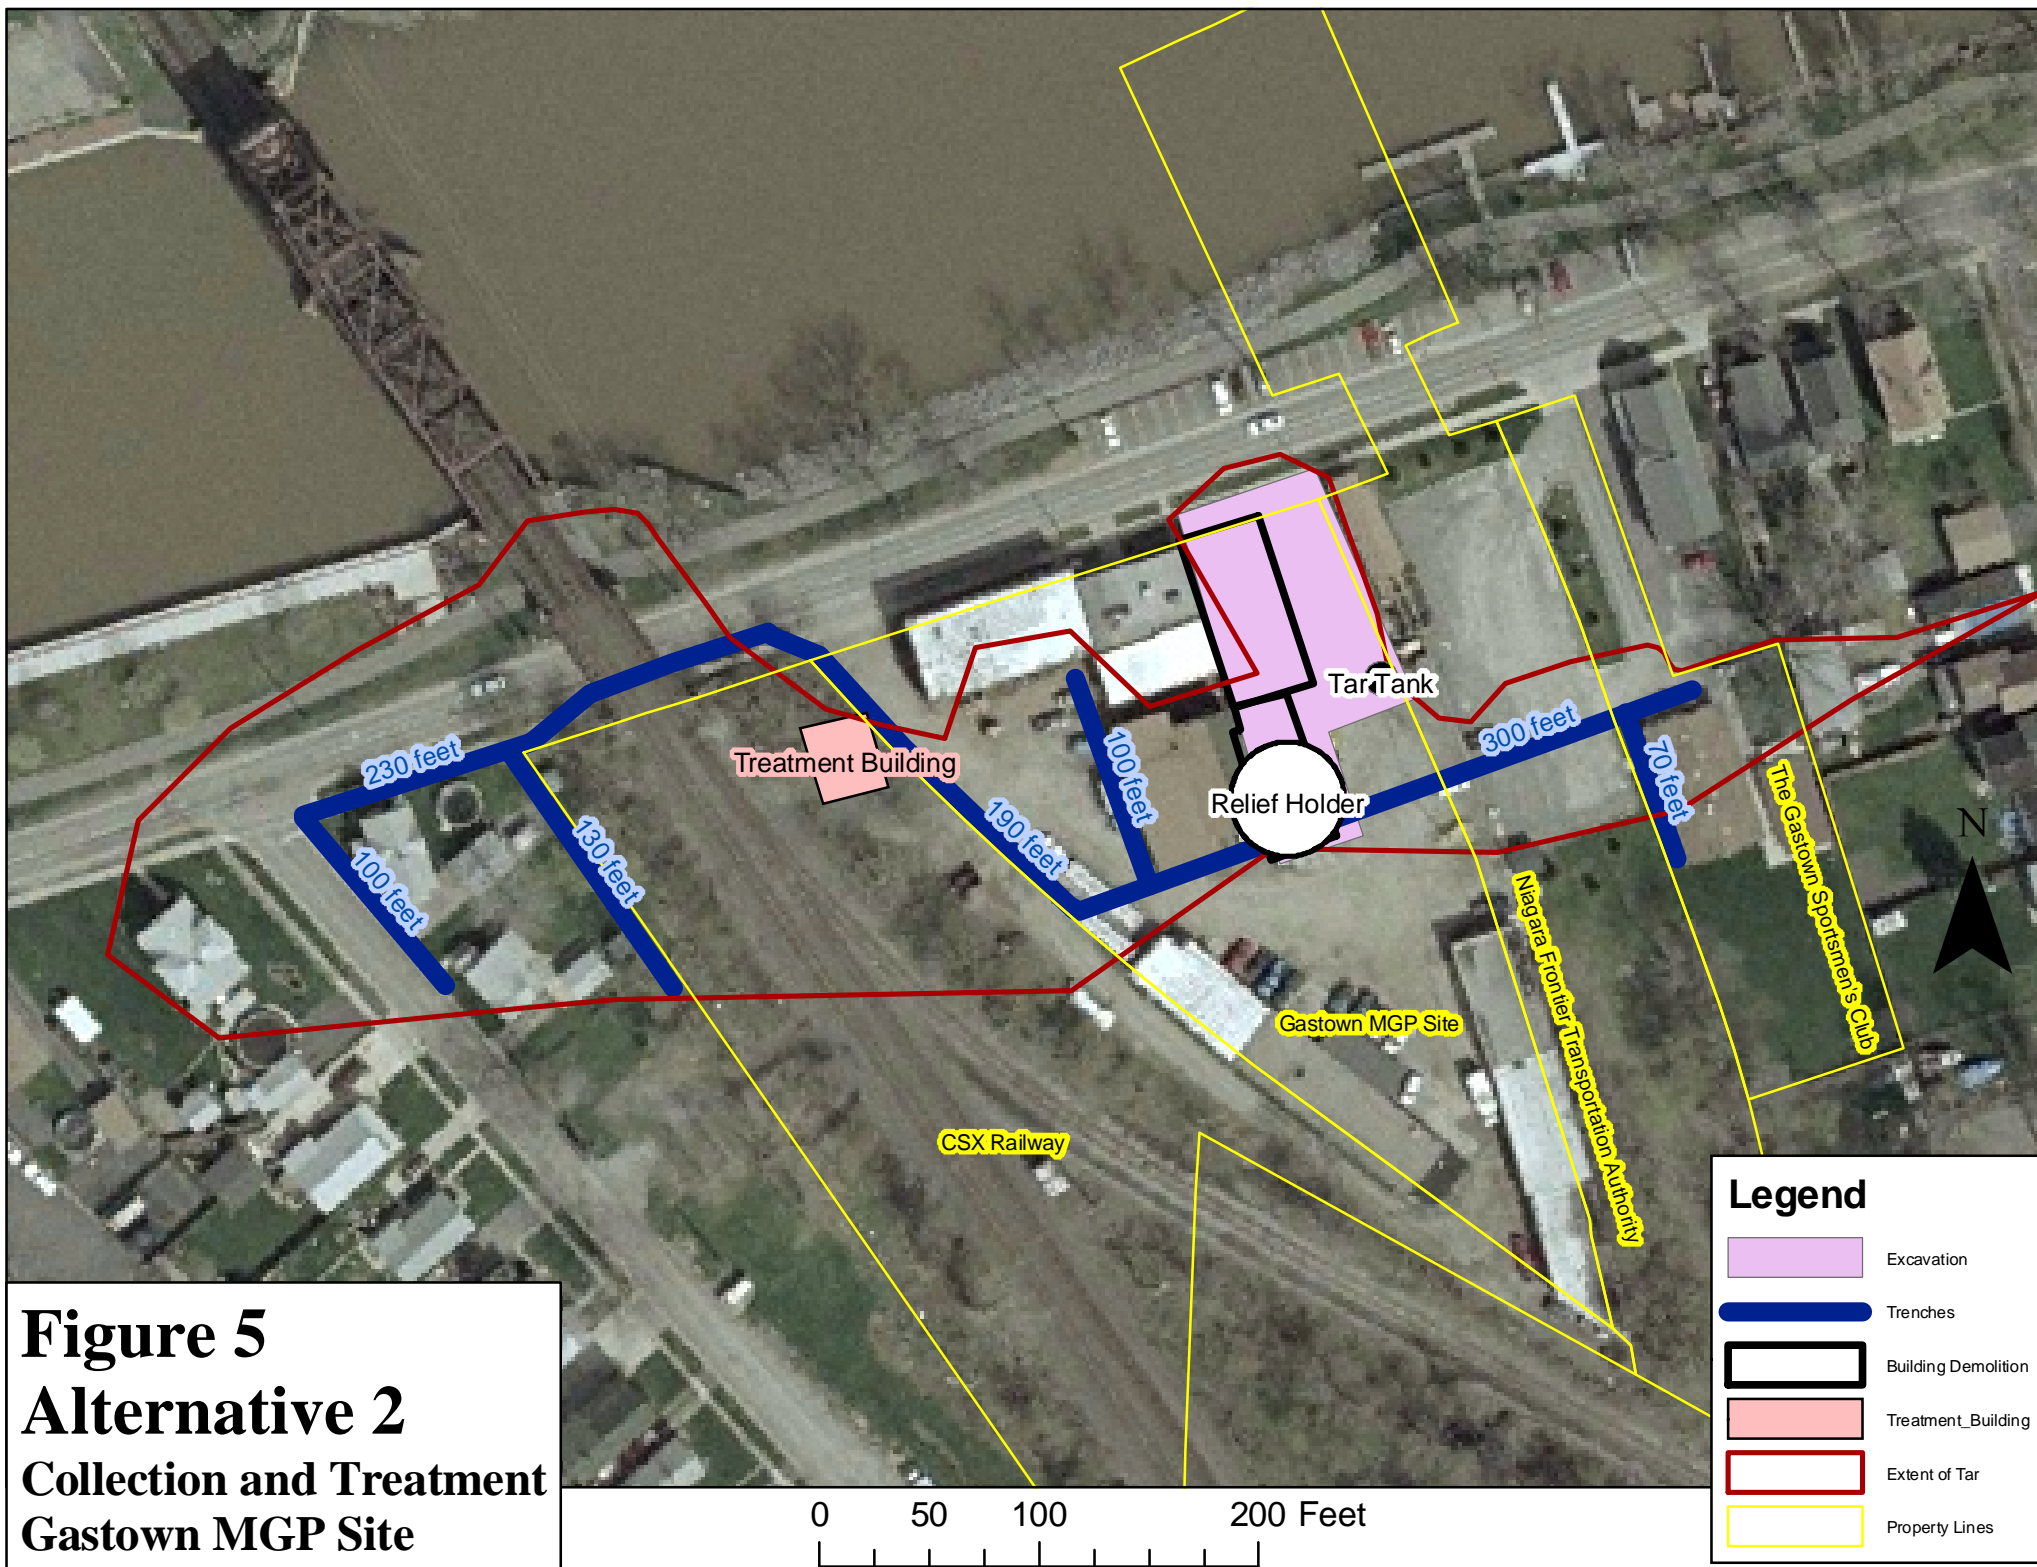 Tar Tank
300 feet
230 feet
Treatment Building
100 feet
70 feet
Relief Holder
190 feet
130 feet
100 feet
The Gastown Sportsmen's Club
N
Niagara Frontier Transportation Authority
Gastown MGP Site
CSX Railway
Legend
Excavation
Trenches
Building Demolition
Treatment_Building
Extent of Tar
Property Lines
Figure 5
Alternative 2
Collection and Treatment
Gastown MGP Site
0 50 100 200 Feet